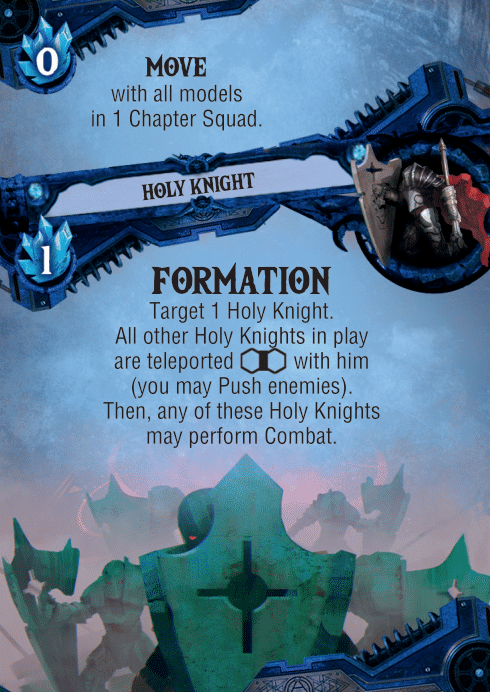 0
MOVE
with all models
in 1 Chapter Squad.
HOLY KNIGHT
1
FORMATION
Target 1 Holy Knight.
All other Holy Knights in play
are teleported with him
(you may Push enemies).
Then, any of these Holy Knights
may perform Combat.